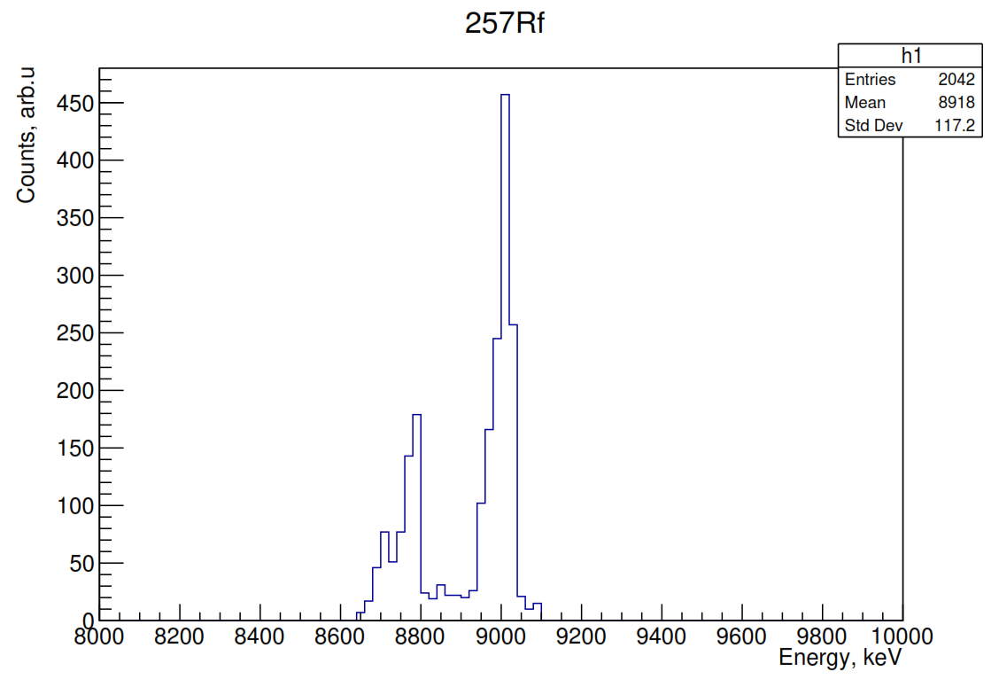 257Rf
h1
Entries 2042
Mean 8918
Std Dev 117.2
Counts, arb.u
450
400
350
300
250
200
150
100
50
0
8000 8200 8400 8600 8800 9000 9200 9400 9600 9800 10000
Energy, keV